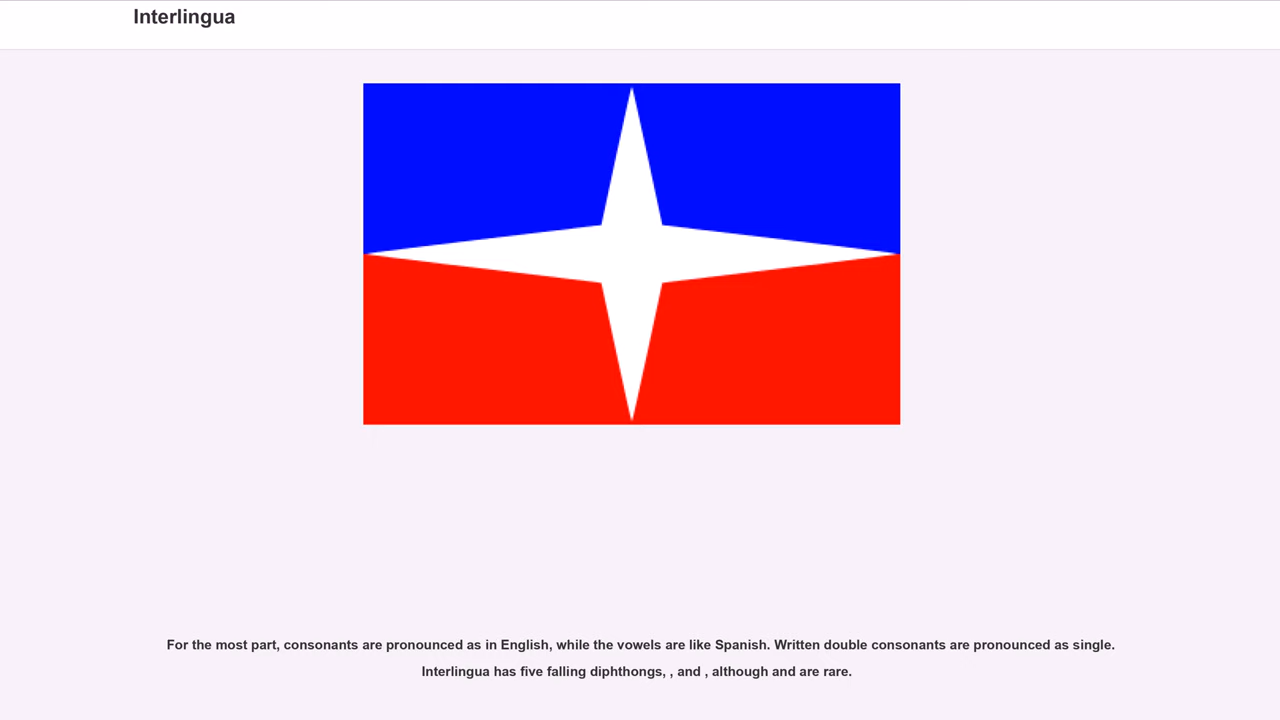 Interlingua
For the most part, consonants are pronounced as in English, while the vowels are like Spanish. Written double consonants are pronounced as single.
Interlingua has five falling diphthongs, , and , although and are rare.